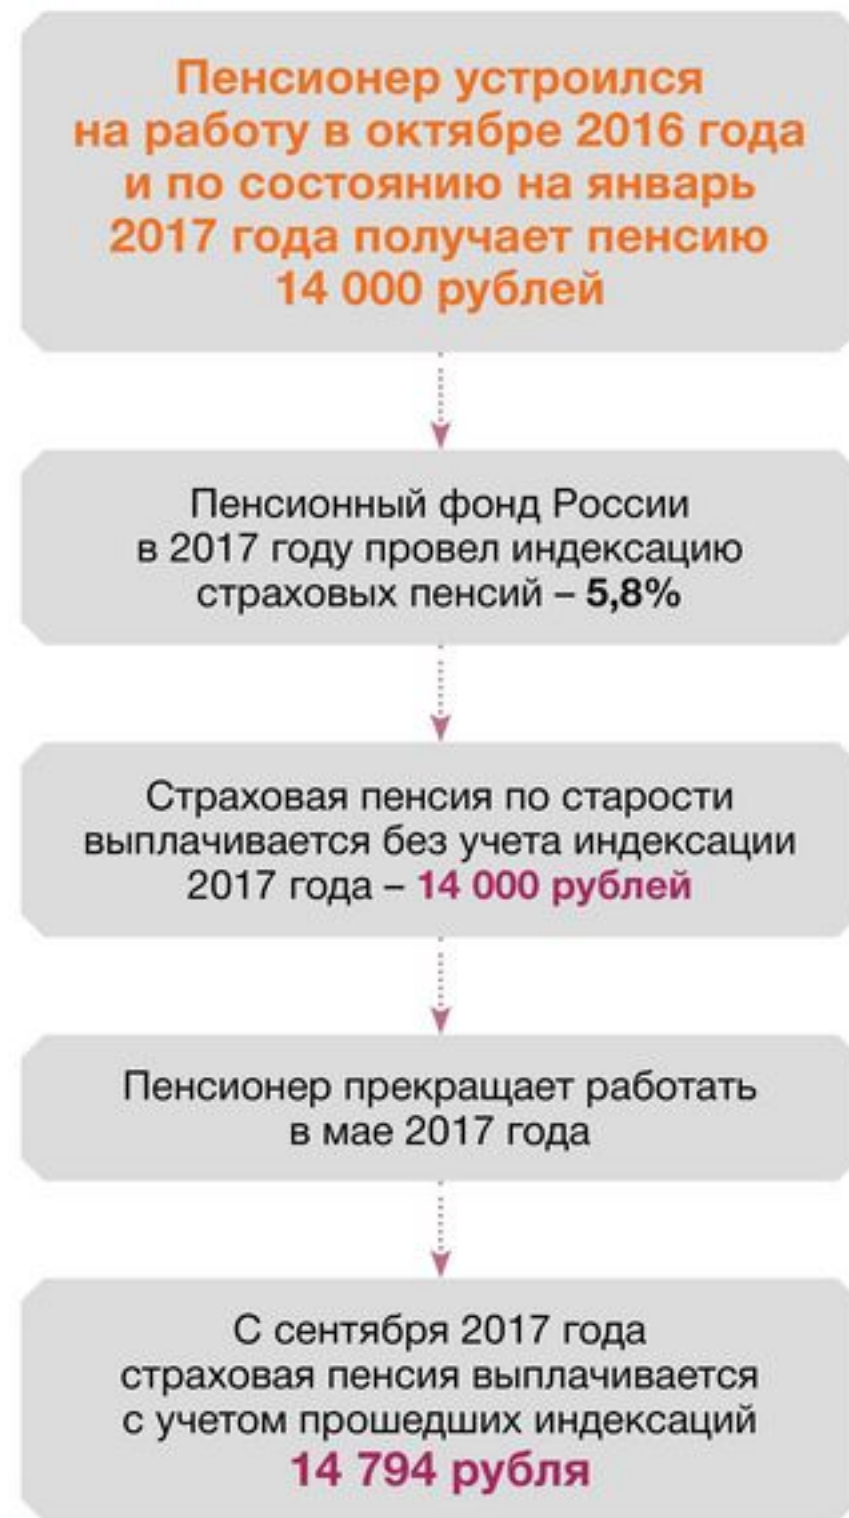 Пенсионер устроился
на работу в октябре 2016 года
и по состоянию на январь
2017 года получает пенсию
14 000 рублей
Пенсионный фонд России
в 2017 году провел индексацию
страховых пенсий – 5,8%
Страховая пенсия по старости
выплачивается без учета индексации
2017 года – 14 000 рублей
Пенсионер прекращает работать
в мае 2017 года
С сентября 2017 года
страховая пенсия выплачивается
с учетом прошедших индексаций
14 794 рубля